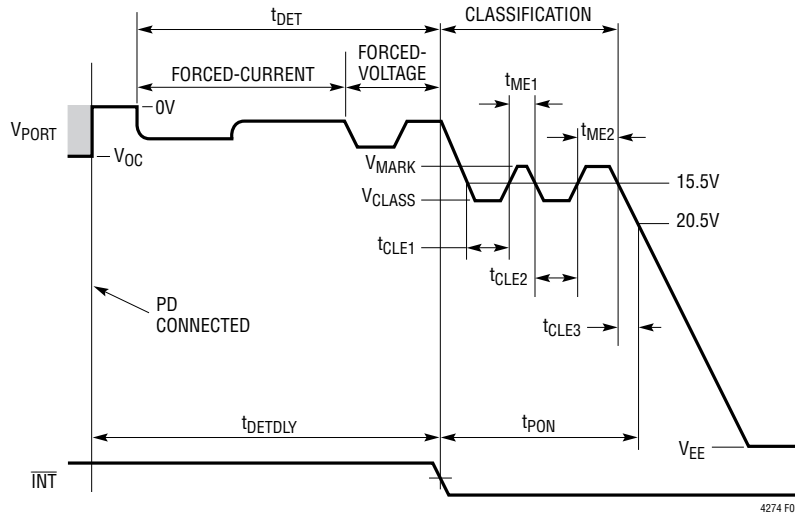 tDET
CLASSIFICATION
FORCED-CURRENT
FORCED-
VOLTAGE
tME1
tME2
0V
VPORT
VOC
VMARK
15.5V
VCLASS
20.5V
tCLE1
tCLE2
tCLE3
PD
CONNECTED
tDETDLY
tPON
VEE
INT
4274 F0